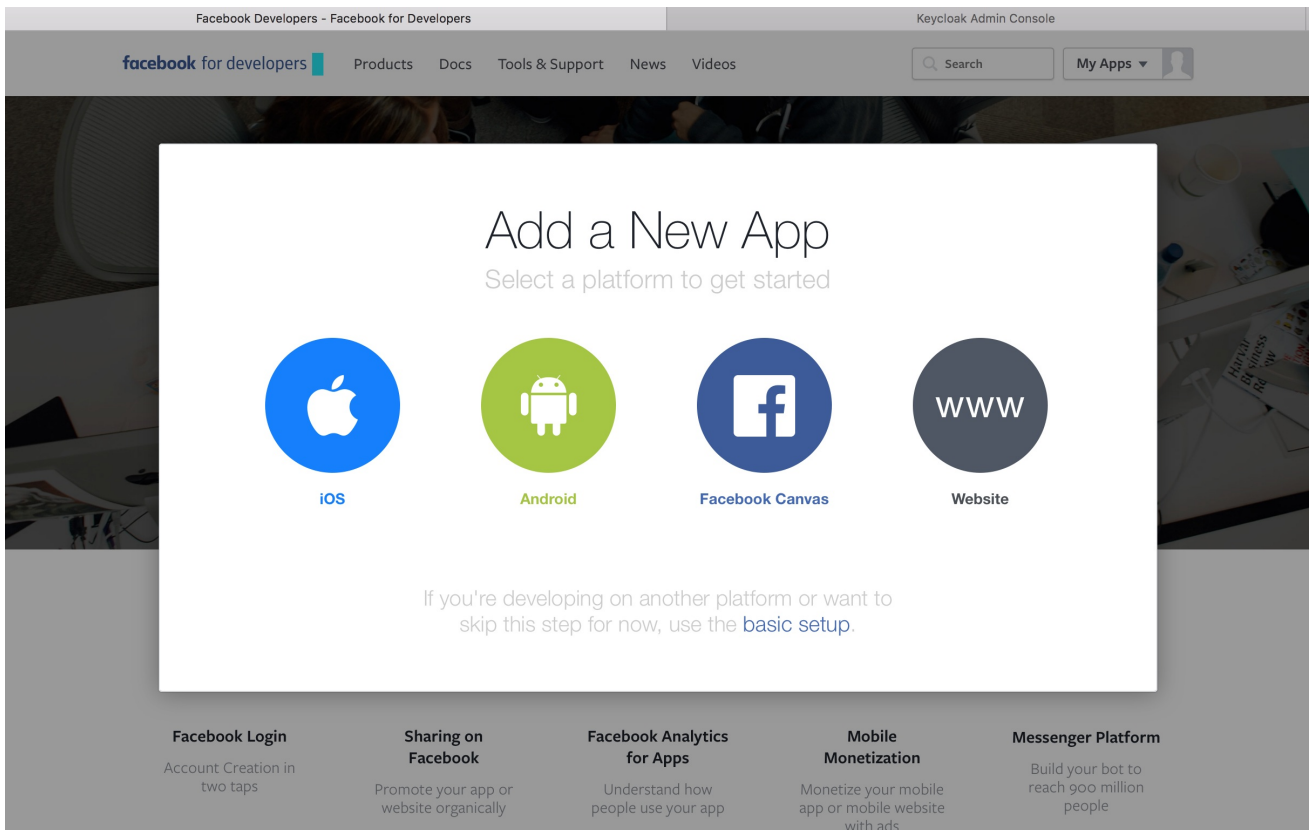 Facebook Developers - Facebook for Developers
Keycloak Admin Console
facebook for developers
Products
Docs
Tools & Support
News
Videos
Search
My Apps
Add a New App
Select a platform to get started
www
iOS
Android
Facebook Canvas
Website
Harvard
Business
Review
If you're developing on another platform or want to
skip this step for now, use the basic setup.
Facebook Login
Account Creation in
two taps
Sharing on
Facebook
Promote your app or
website organically
Facebook Analytics
for Apps
Understand how
people use your app
Mobile
Monetization
Monetize your mobile
app or mobile website
with ads
Messenger Platform
Build your bot to
reach 900 million
people